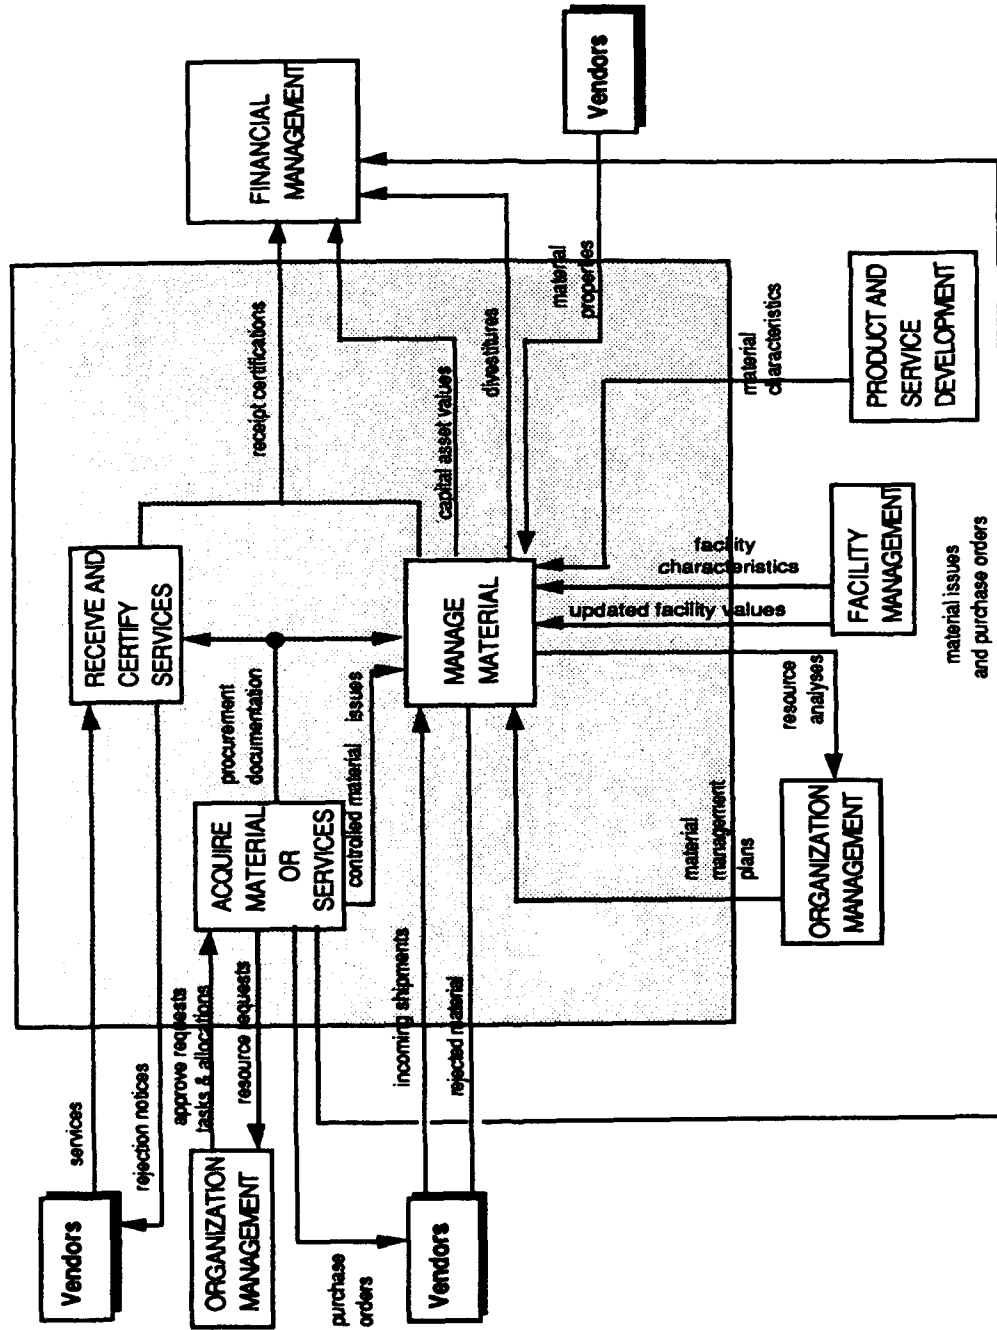 Vendors
services
rejection notices
ORGANIZATION
MANAGEMENT
approve requests
tasks & allocations
resource requests
purchase
orders
Vendors
incoming shipments
rejected material
ACQUIRE
MATERIAL
OR
SERVICES
procurement
documentation
controlled material issues
RECEIVE AND
CERTIFY
SERVICES
MANAGE
MATERIAL
receipt certifications
capital asset values
divestitures
FINANCIAL
MANAGEMENT
Vendors
material
properties
material
characteristics
PRODUCT AND
SERVICE
DEVELOPMENT
facility
characteristics
updated facility values
FACILITY
MANAGEMENT
resource
analyses
material
management
plans
ORGANIZATION
MANAGEMENT
material issues
and purchase orders